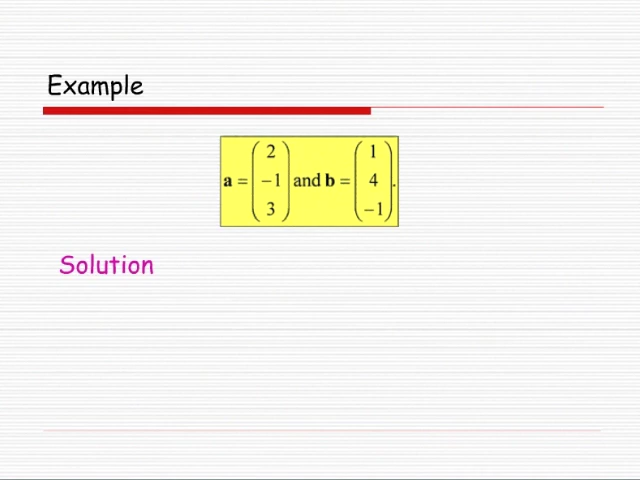 Example
a = ( 2 −1 3 ) and b = ( 1 4 −1 ).
Solution